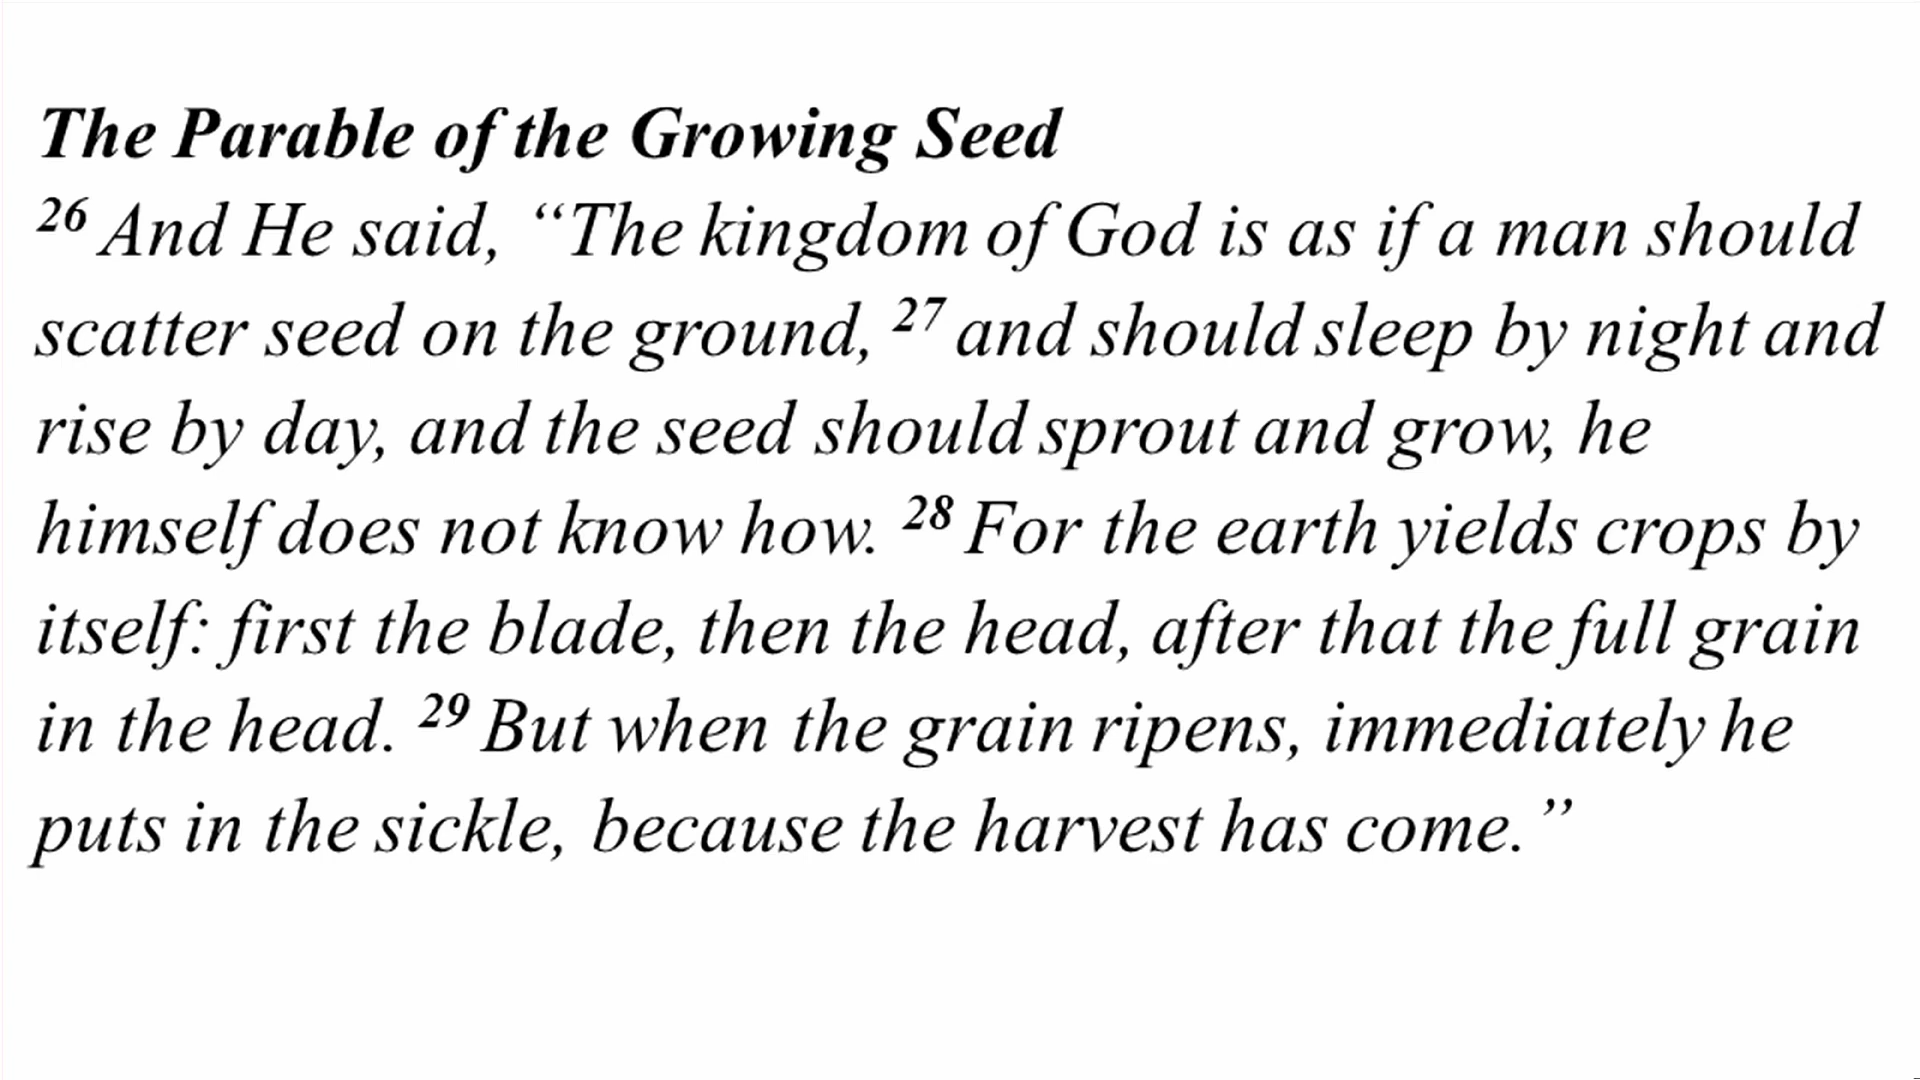 The Parable of the Growing Seed
26 And He said, “The kingdom of God is as if a man should
scatter seed on the ground, 27 and should sleep by night and
rise by day, and the seed should sprout and grow, he
himself does not know how. 28 For the earth yields crops by
itself: first the blade, then the head, after that the full grain
in the head. 29 But when the grain ripens, immediately he
puts in the sickle, because the harvest has come.”